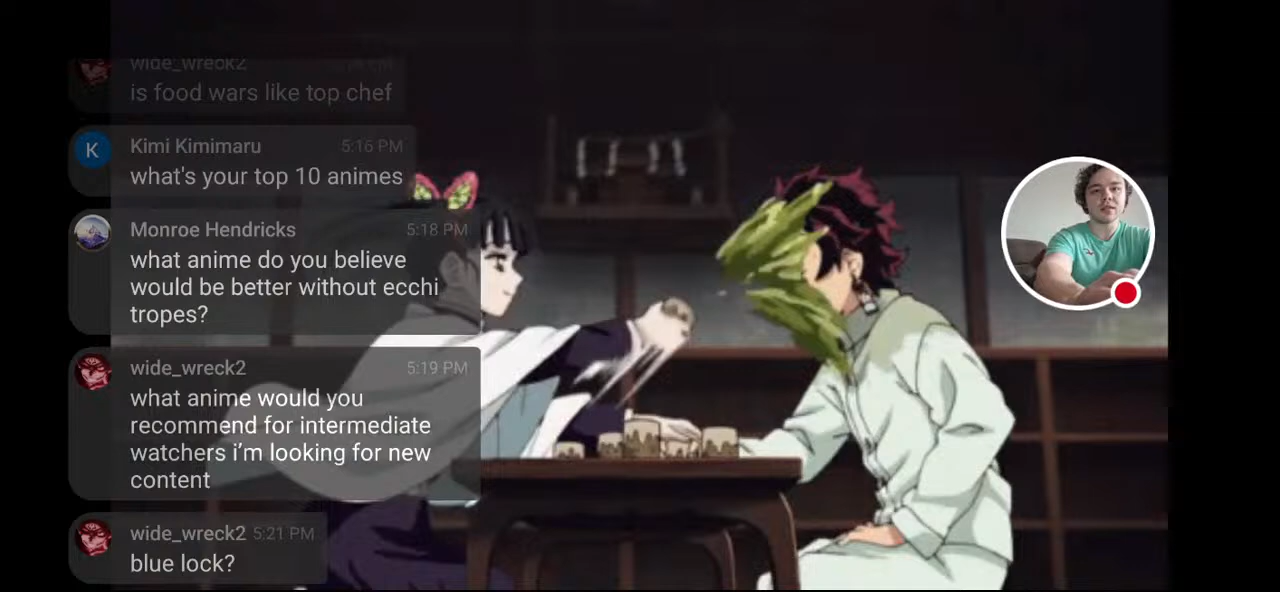 wide_wreck2
is food wars like top chef
K
Kimi Kimimaru 5:16 PM
what's your top 10 animes
Monroe Hendricks 5:18 PM
what anime do you believe
would be better without ecchi
tropes?
wide_wreck2 5:19 PM
what anime would you
recommend for intermediate
watchers i’m looking for new
content
wide_wreck2 5:21 PM
blue lock?